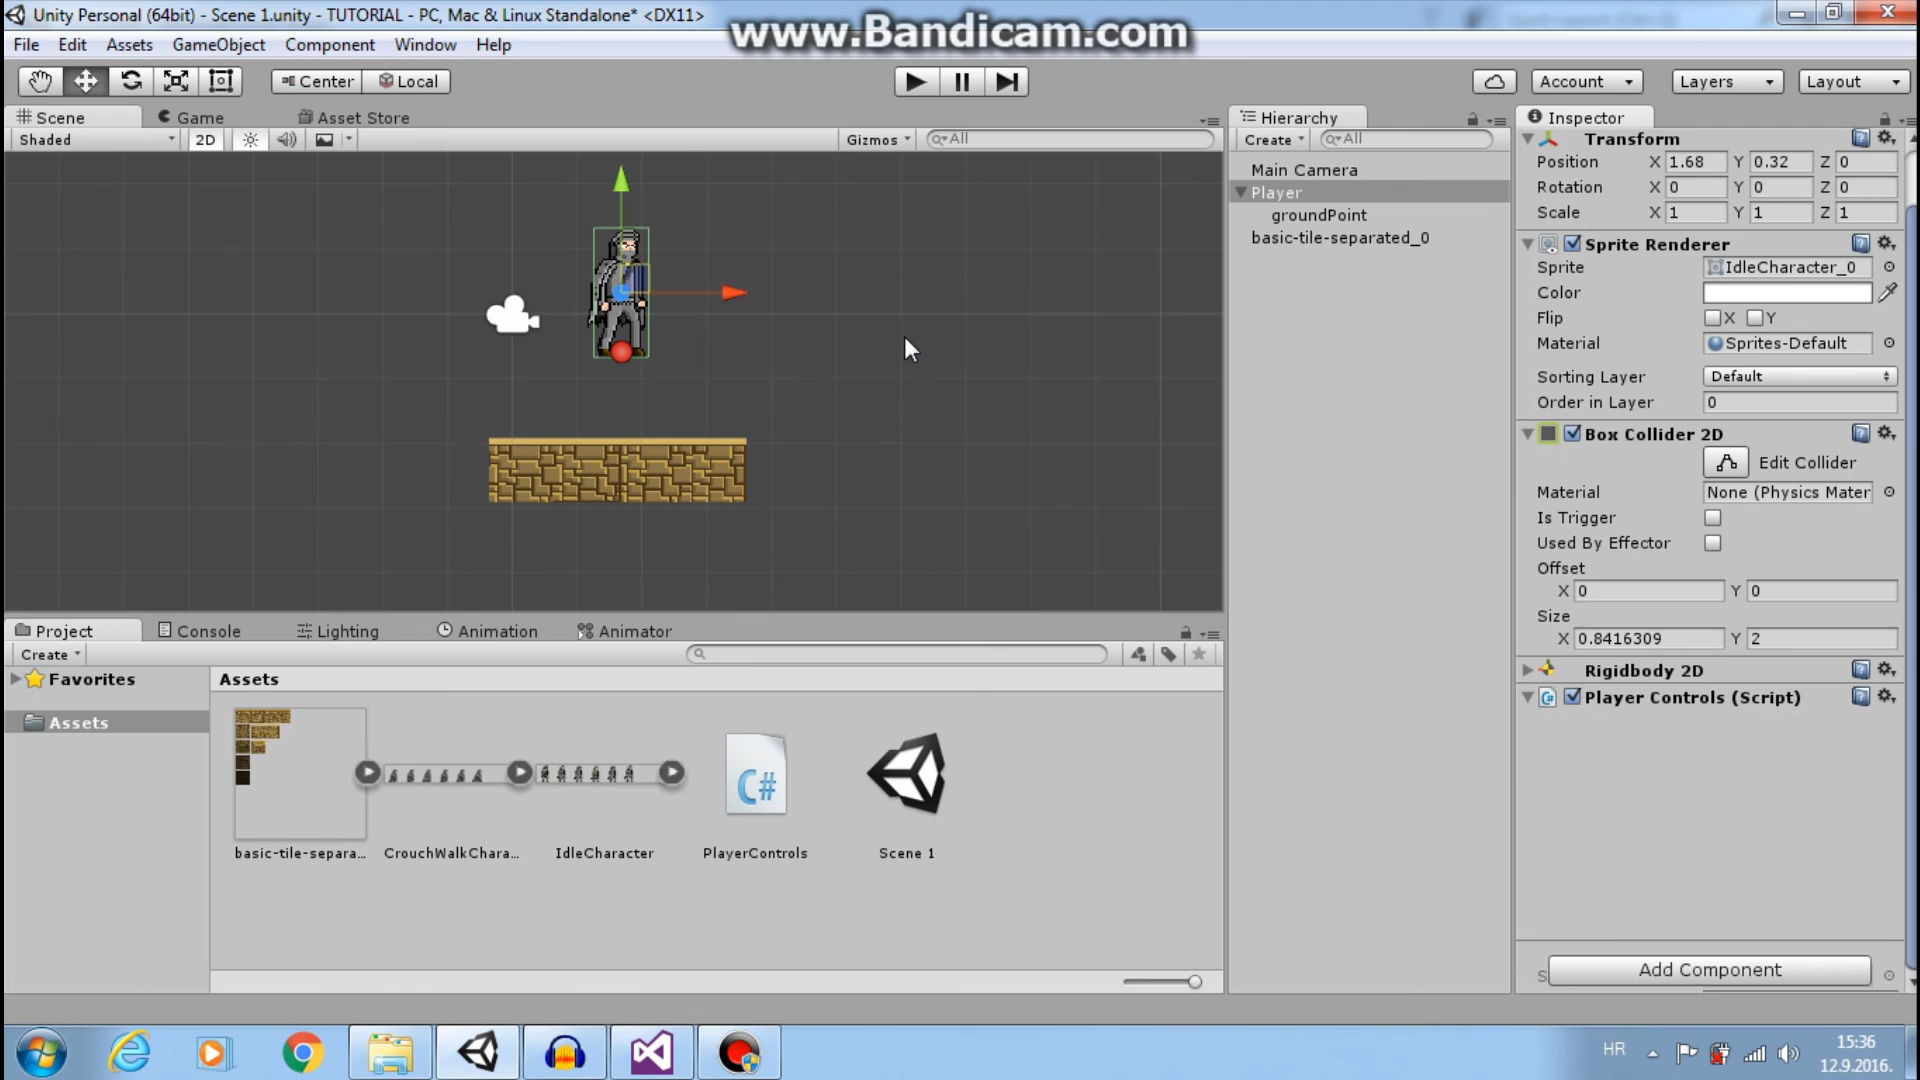 Unity Personal (64bit) - Scene 1.unity - TUTORIAL - PC, Mac & Linux Standalone* <DX11>
www.Bandicam.com
File Edit Assets GameObject Component Window Help
Center Local
Account Layers Layout
Scene Game Asset Store
Shaded 2D Gizmos All
Hierarchy
Create All
Main Camera
Player
groundPoint
basic-tile-separated_0
Inspector
Transform
Position X 1.68 Y 0.32 Z 0
Rotation X 0 Y 0 Z 0
Scale X 1 Y 1 Z 1
Sprite Renderer
Sprite IdleCharacter_0
Color
Flip X Y
Material Sprites-Default
Sorting Layer Default
Order in Layer 0
Box Collider 2D
Edit Collider
Material None (Physics Mater
Is Trigger
Used By Effector
Offset
X 0 Y 0
Size
X 0.8416309 Y 2
Rigidbody 2D
Player Controls (Script)
Add Component
Project Console Lighting Animation Animator
Create
Favorites
Assets
Assets
C#
basic-tile-separa... CrouchWalkChara... IdleCharacter PlayerControls Scene 1
HR
15:36
12.9.2016.